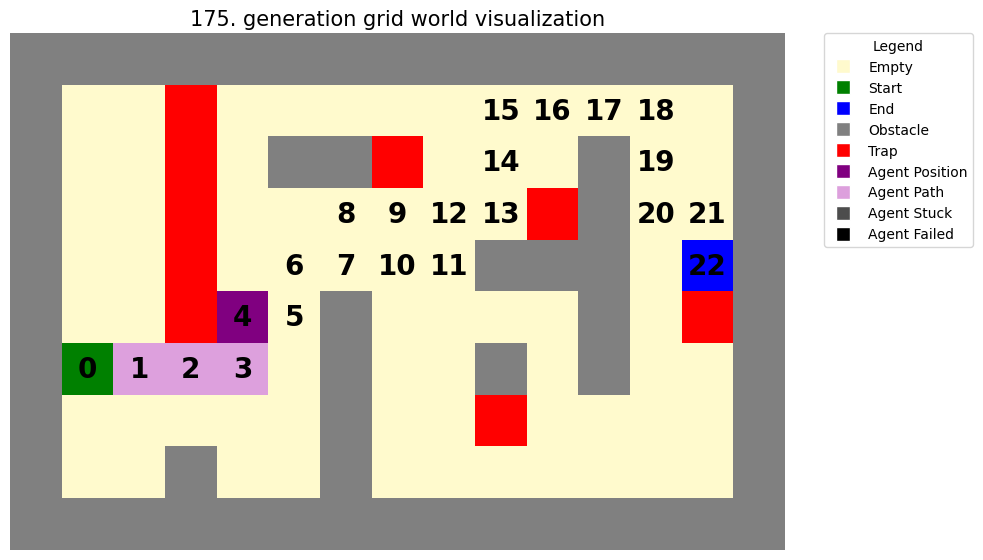 175. generation grid world visualization
15 16 17 18
14 19
8 9 12 13 20 21
6 7 10 11 22
4 5
0 1 2 3
Legend
Empty
Start
End
Obstacle
Trap
Agent Position
Agent Path
Agent Stuck
Agent Failed